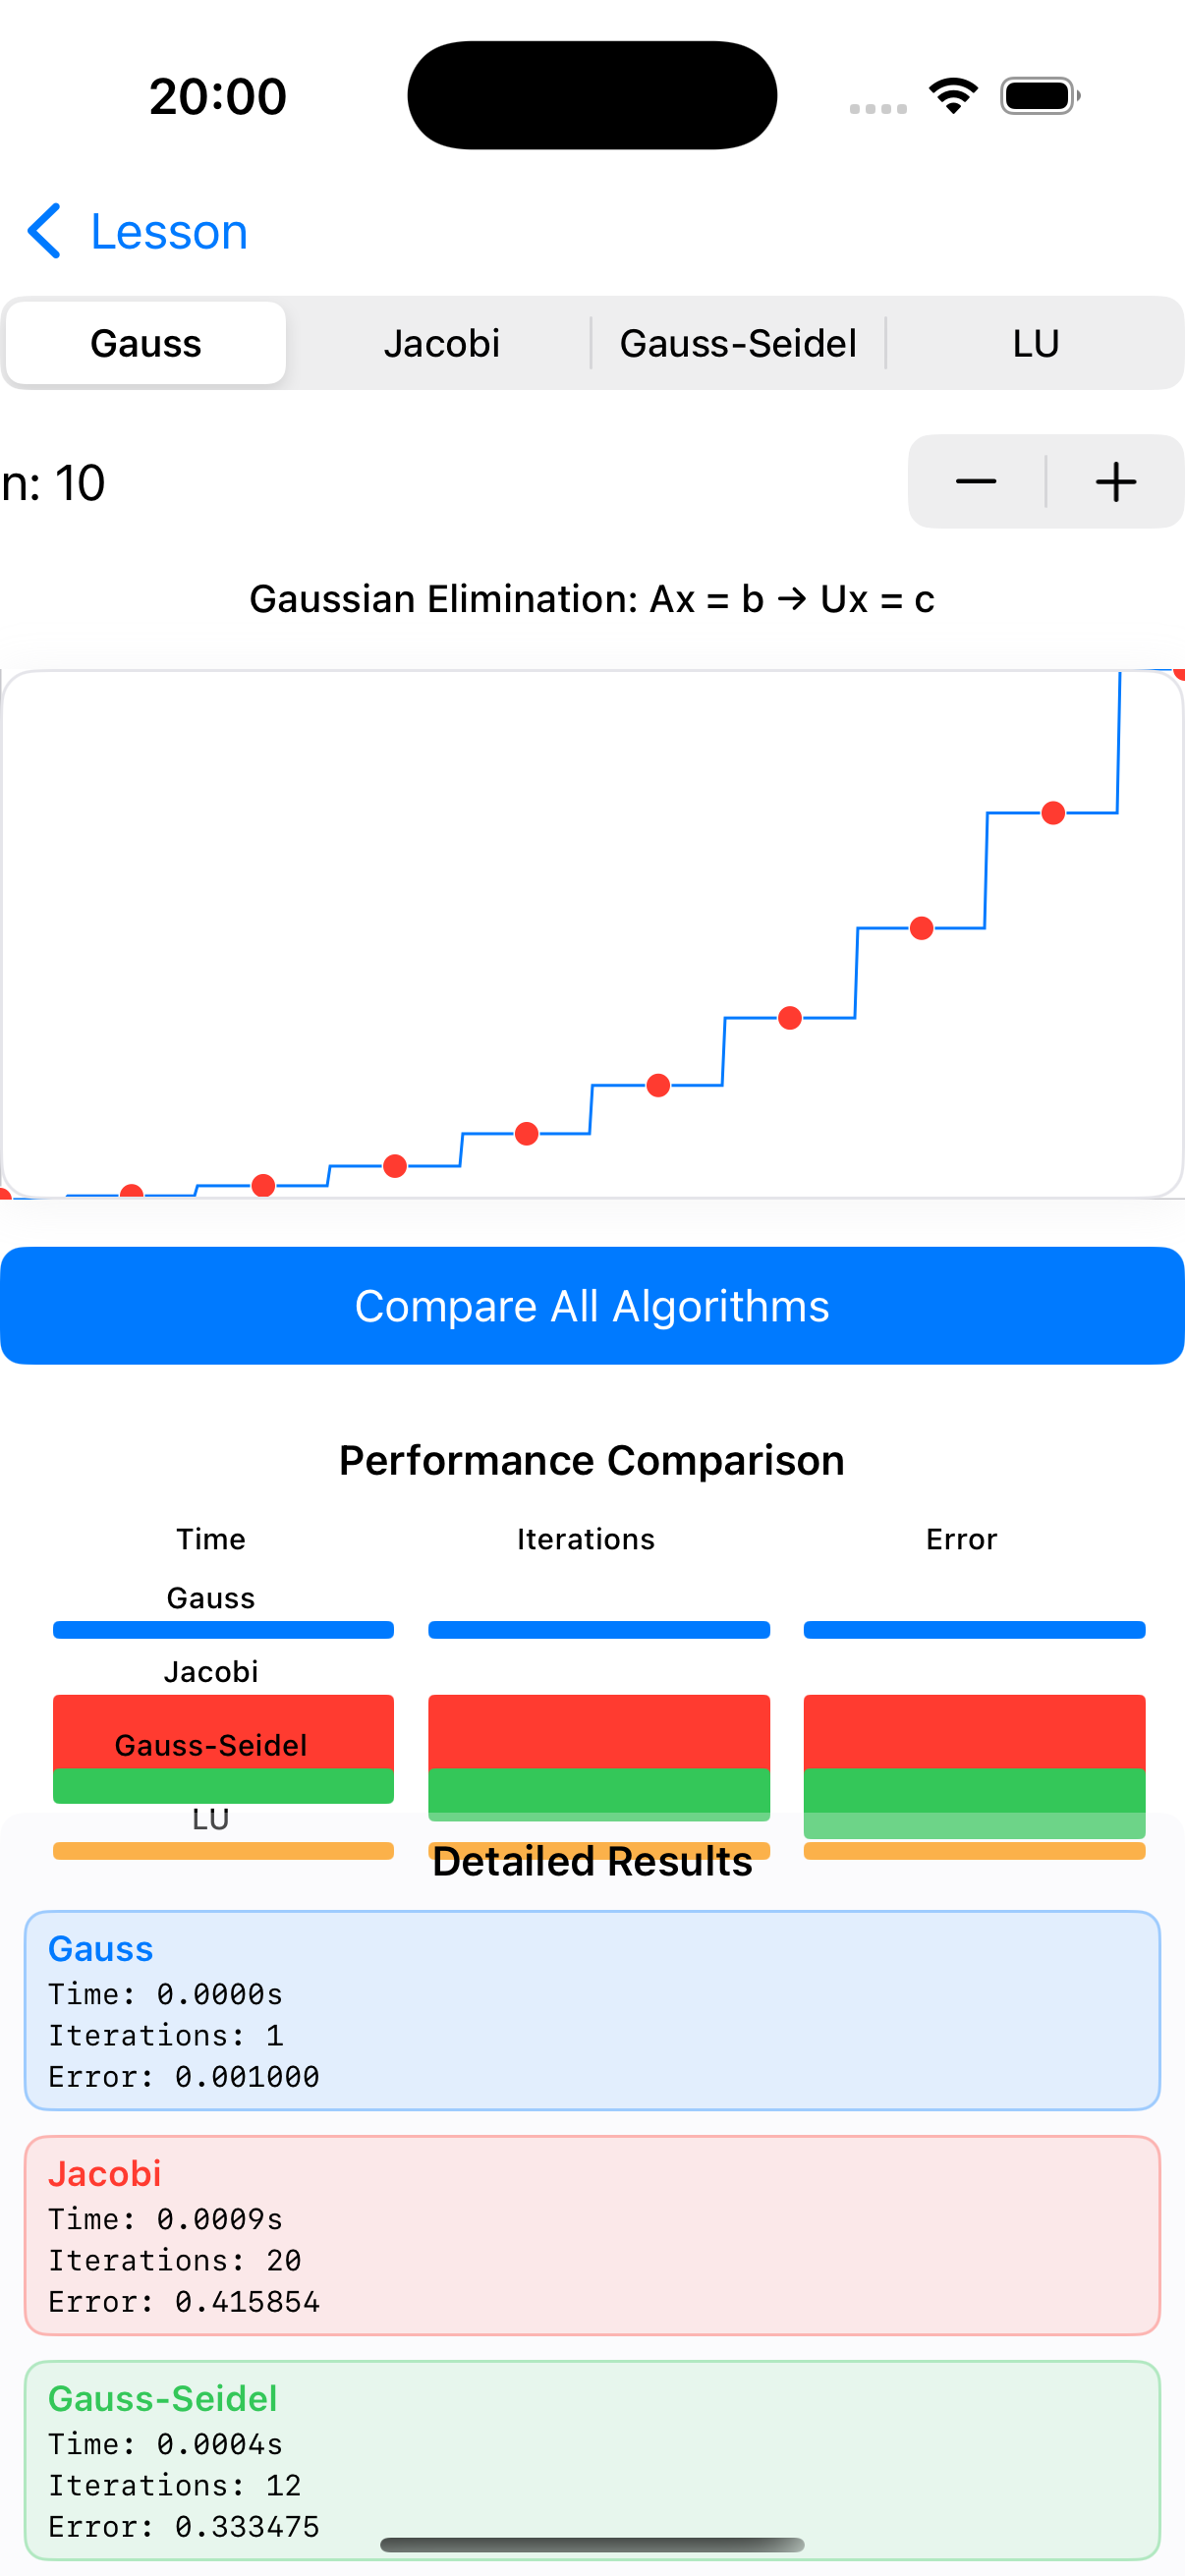 20:00
Lesson
Gauss Jacobi Gauss-Seidel LU
n: 10
Gaussian Elimination: Ax = b → Ux = c
Compare All Algorithms
Performance Comparison
Time Iterations Error
Gauss
Jacobi
Gauss-Seidel
LU
Detailed Results
Gauss
Time: 0.0000s
Iterations: 1
Error: 0.001000
Jacobi
Time: 0.0009s
Iterations: 20
Error: 0.415854
Gauss-Seidel
Time: 0.0004s
Iterations: 12
Error: 0.333475